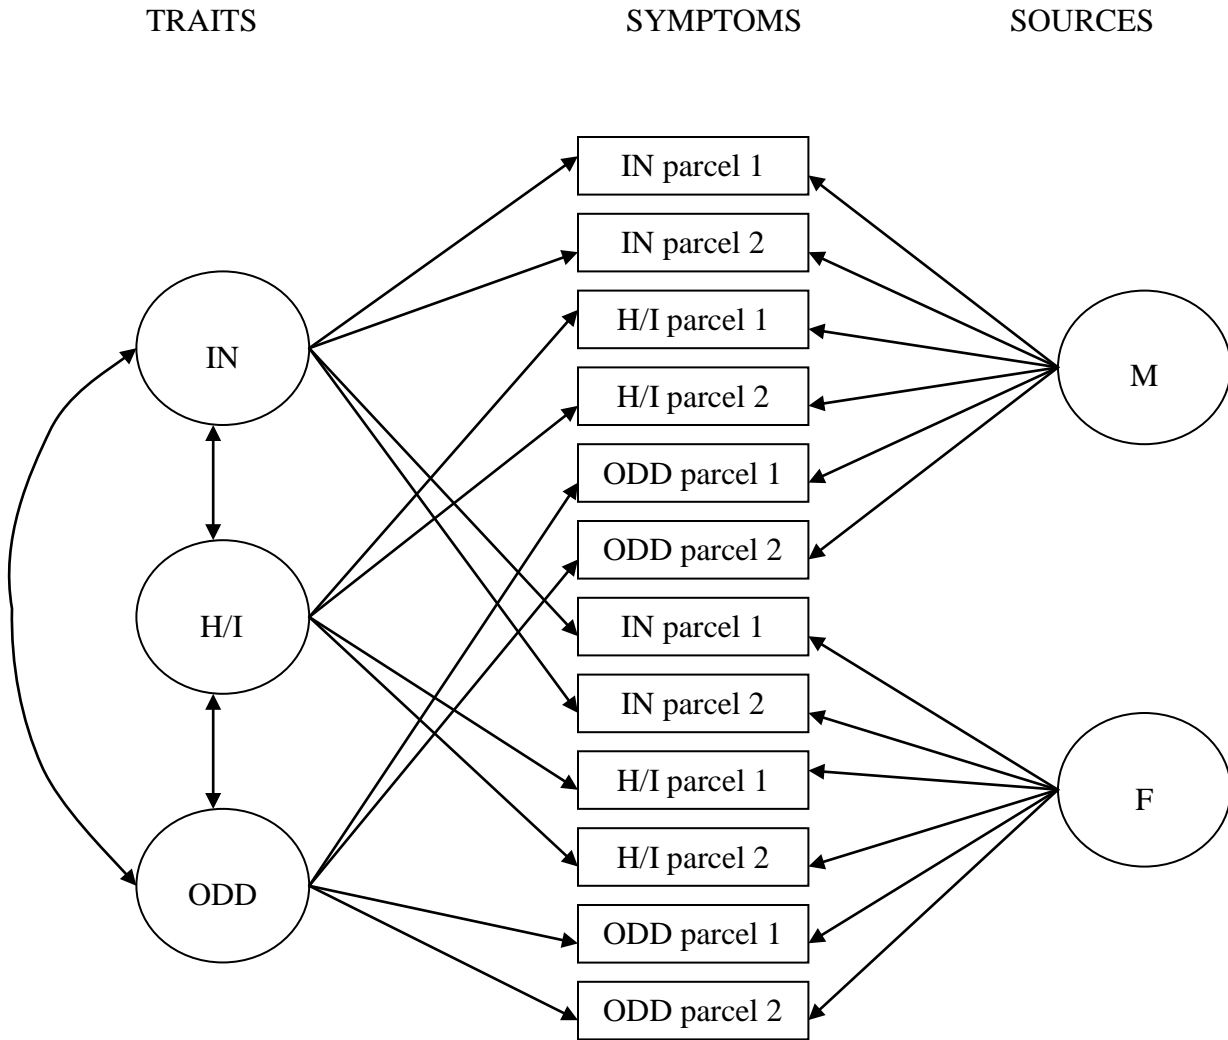 TRAITS SYMPTOMS SOURCES
IN parcel 1
IN parcel 2
H/I parcel 1
H/I parcel 2
ODD parcel 1
ODD parcel 2
IN parcel 1
IN parcel 2
H/I parcel 1
H/I parcel 2
ODD parcel 1
ODD parcel 2
IN
H/I
ODD
M
F